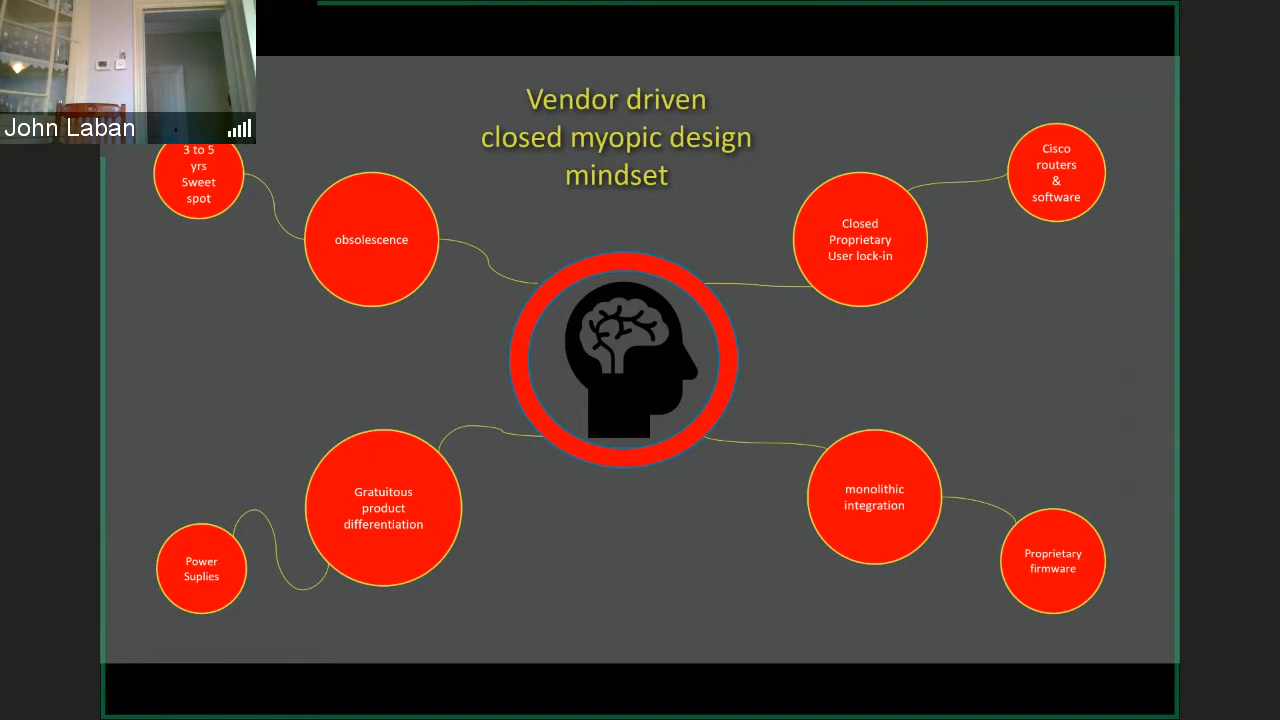 John Laban
Vendor driven
closed myopic design
mindset
3 to 5
yrs
Sweet
spot
obsolescence
Closed
Proprietary
User lock-in
Cisco
routers
&
software
Gratuitous
product
differentiation
Power
Suplies
monolithic
integration
Proprietary
firmware